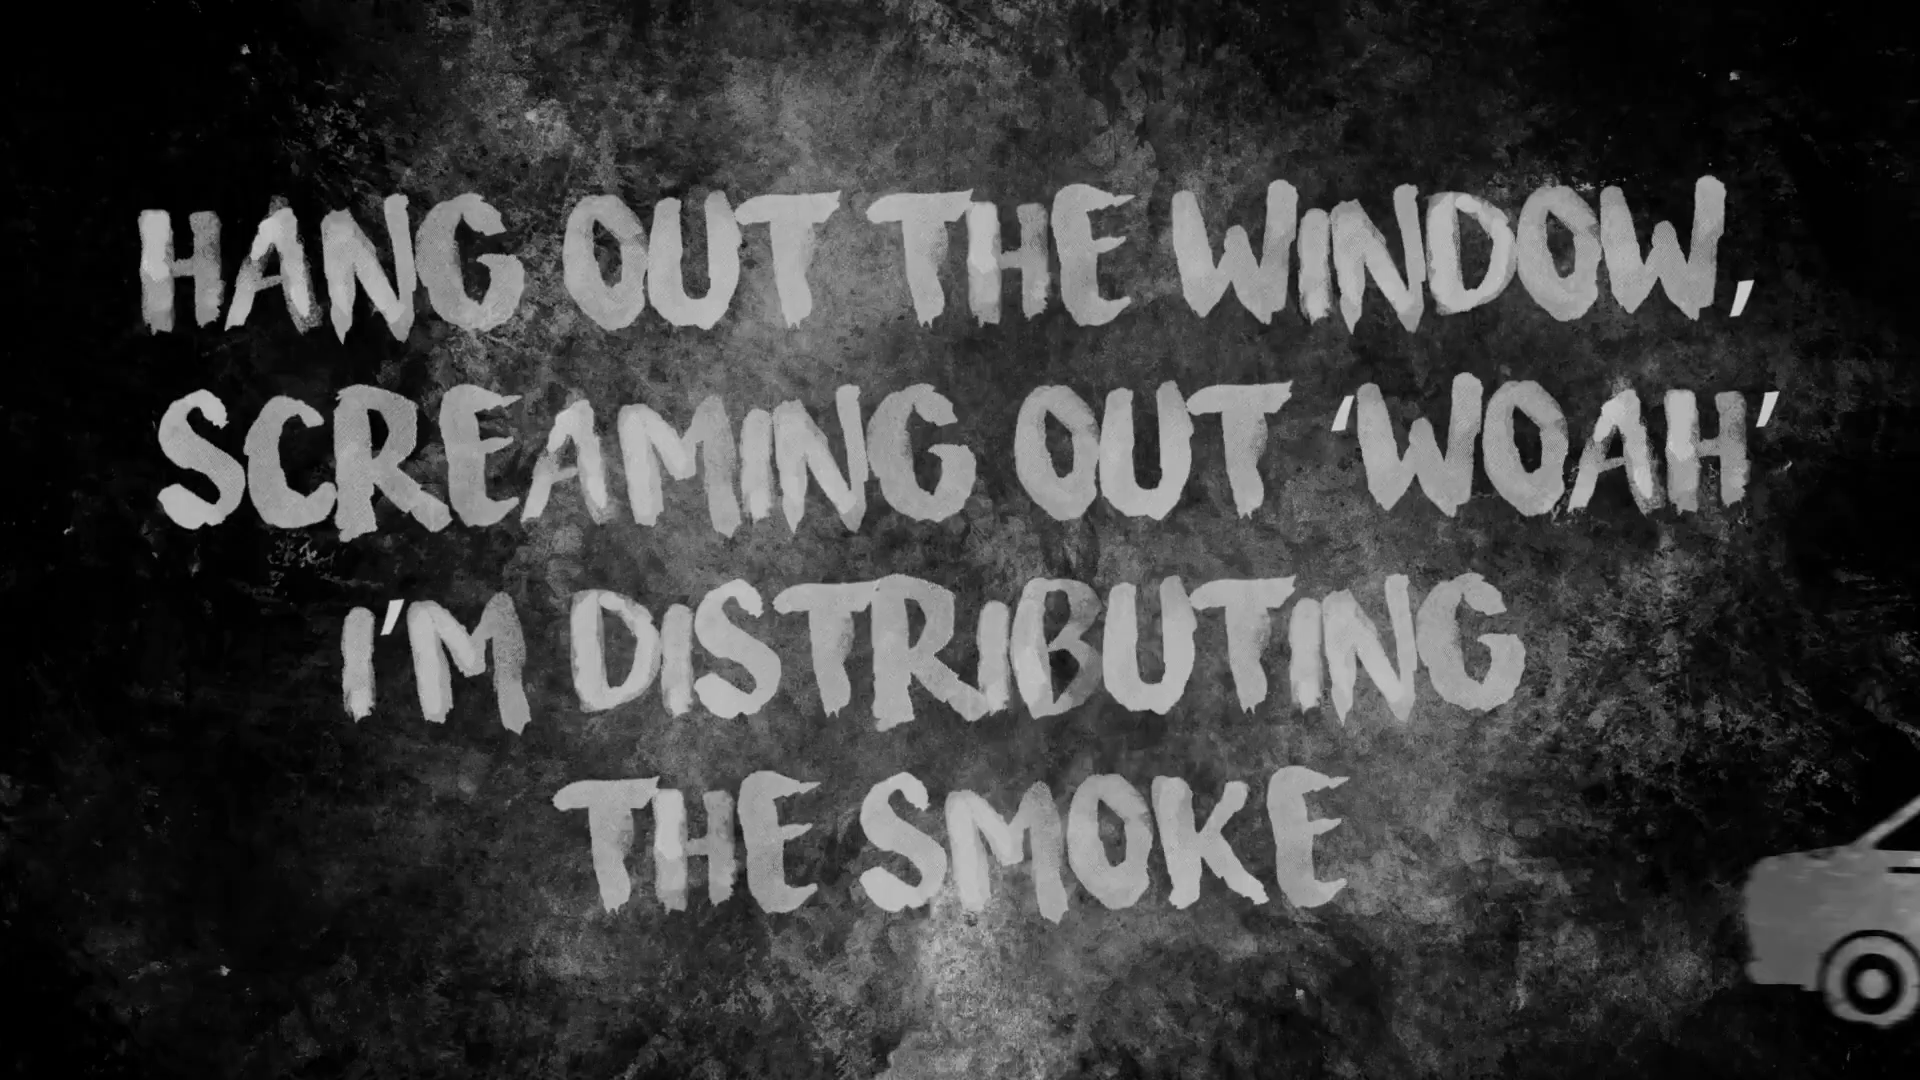 HANG OUT THE WINDOW,
SCREAMING OUT 'WOAH'
I'M DISTRIBUTING
THE SMOKE